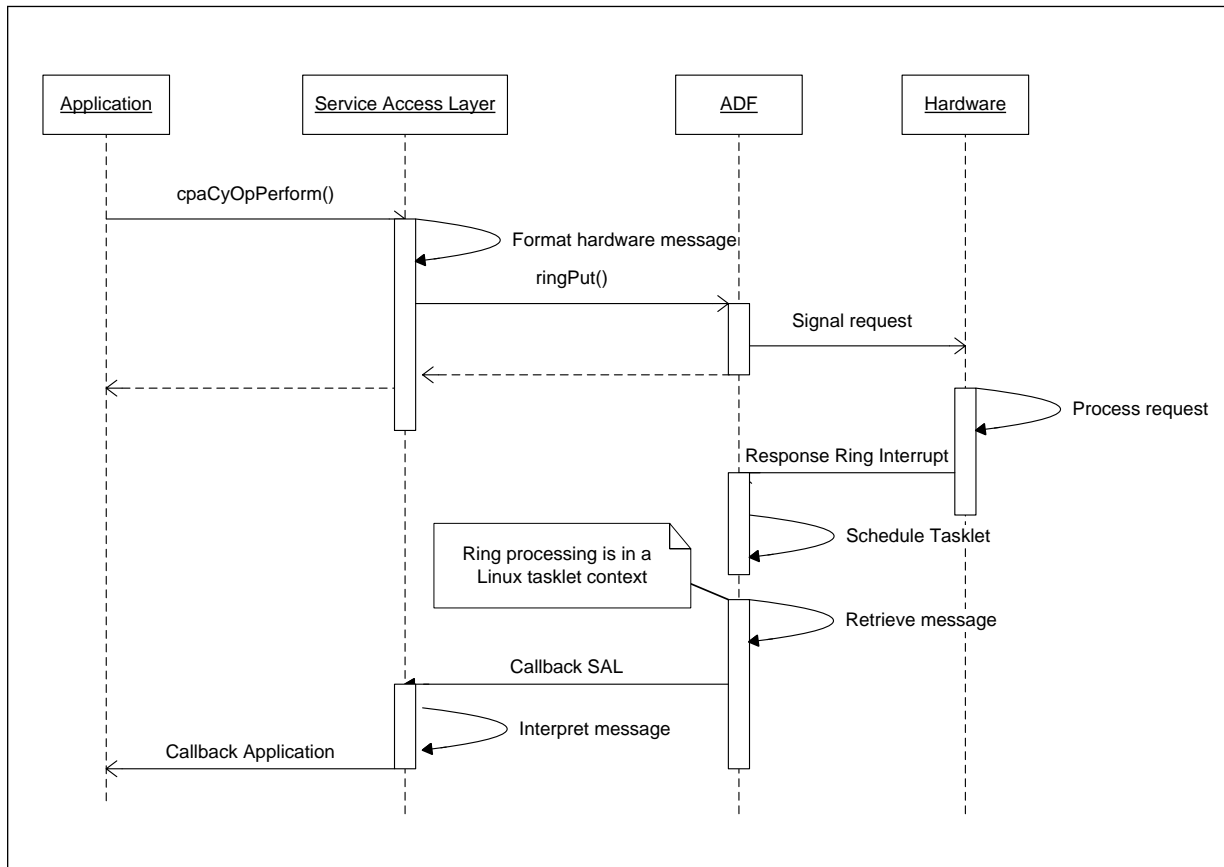 Application
Service Access Layer
ADF
Hardware
cpaCyOpPerform()
Format hardware message
ringPut()
Signal request
Process request
Response Ring Interrupt
Schedule Tasklet
Ring processing is in a
Linux tasklet context
Retrieve message
Callback SAL
Interpret message
Callback Application